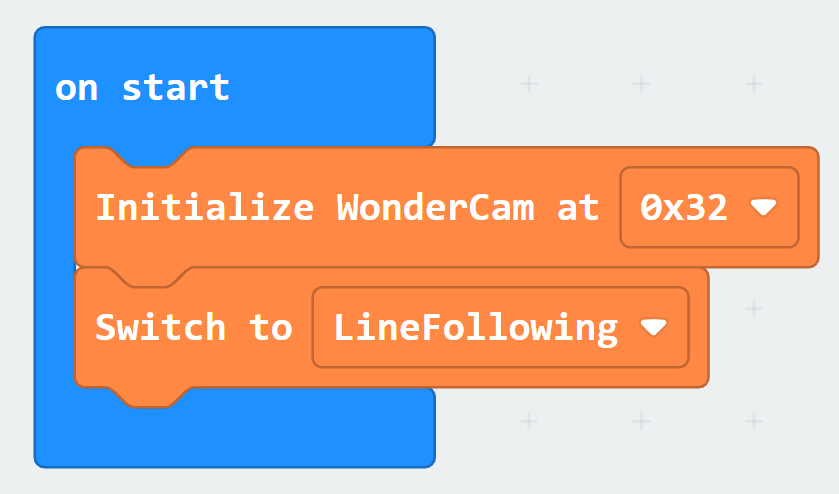 on start
Initialize WonderCam at 0x32
Switch to LineFollowing